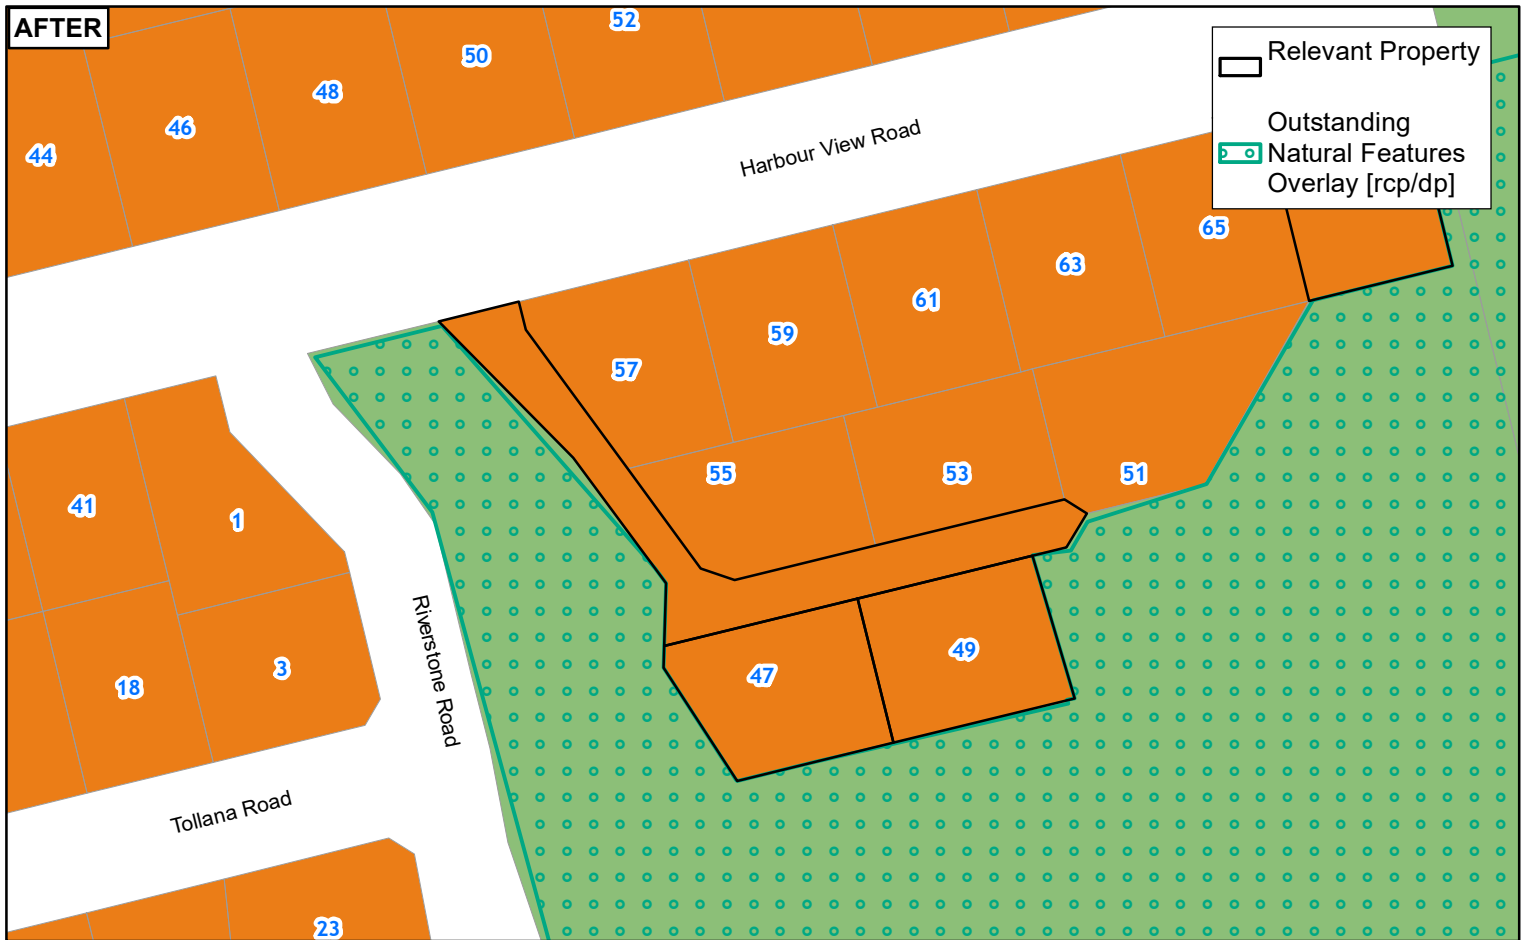 AFTER
52
50
48
46
44
Relevant Property
Outstanding
Natural Features
Overlay [rcp/dp]
Harbour View Road
65
63
61
59
57
55
53
51
41
1
49
47
3
18
Riverstone Road
Tollana Road
23